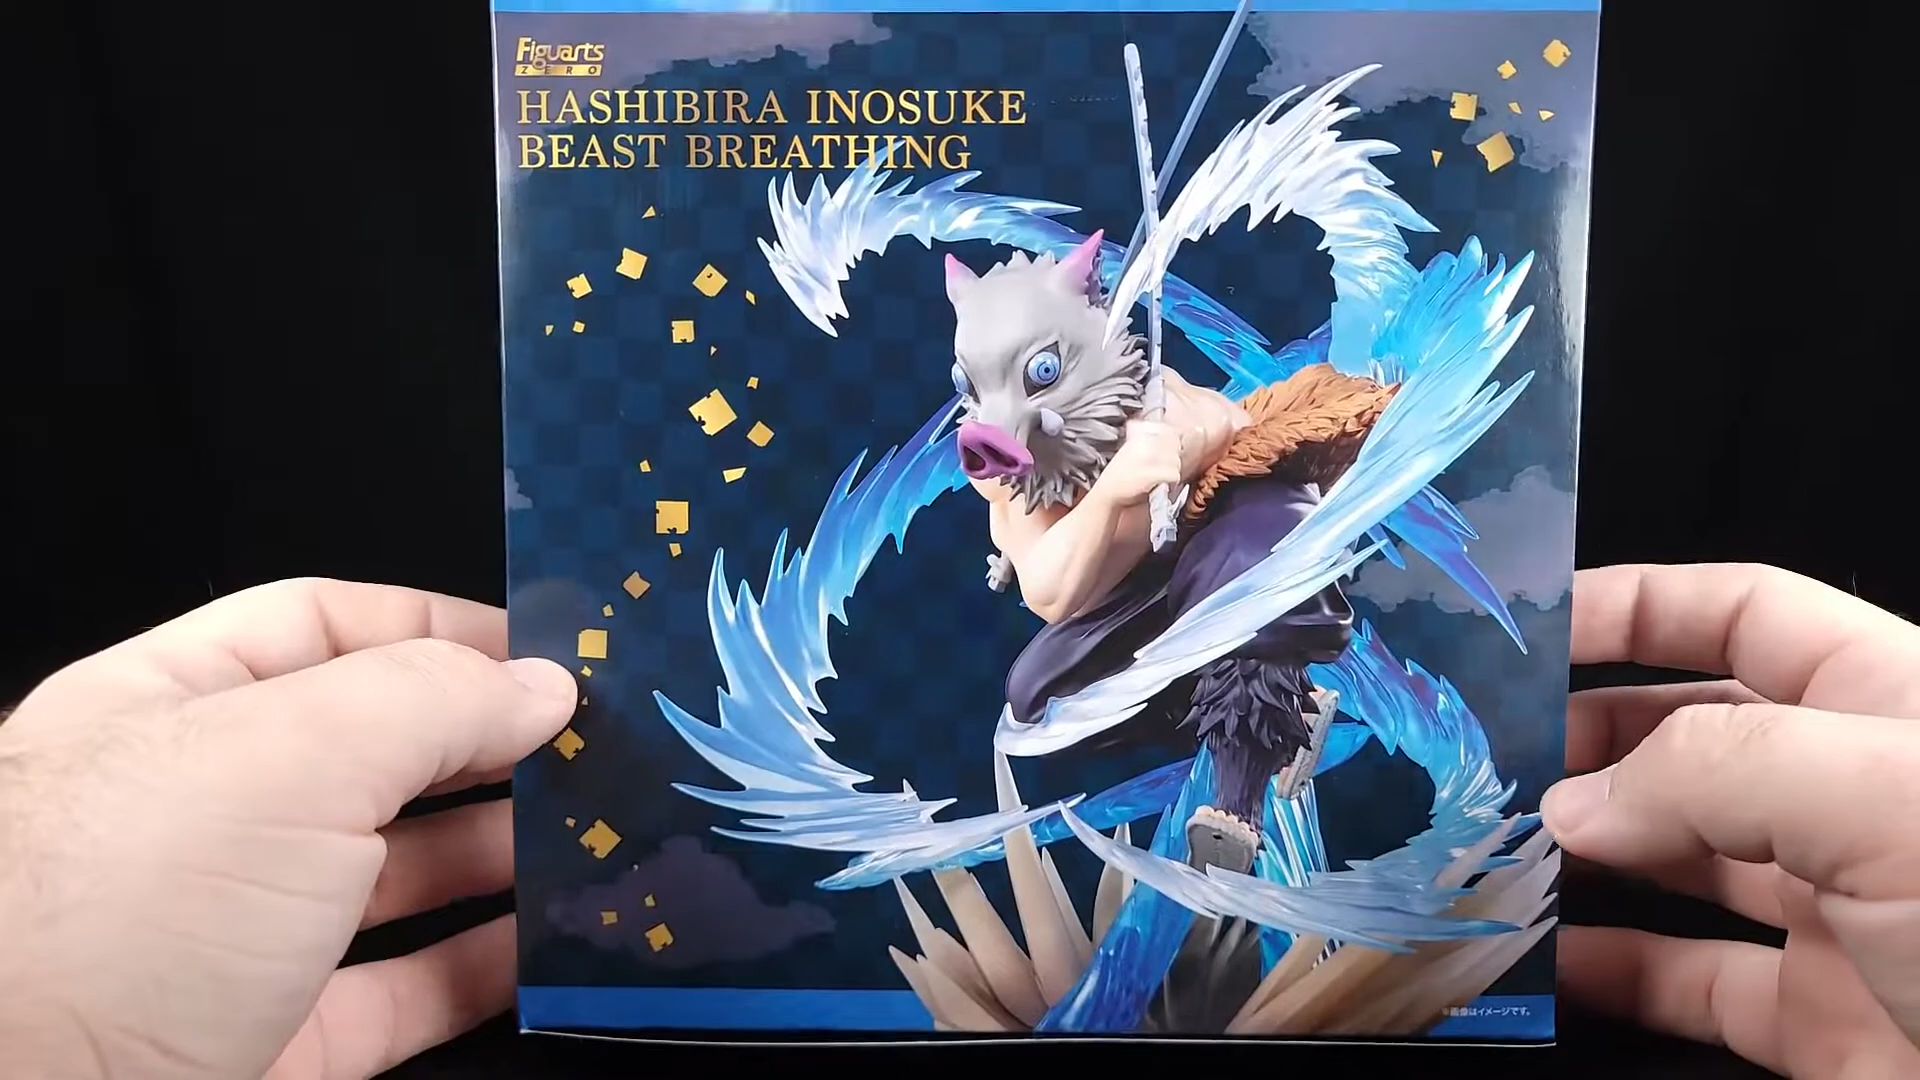 Figuarts
ZERO
HASHIBIRA INOSUKE
BEAST BREATHING
※画像はイメージです。